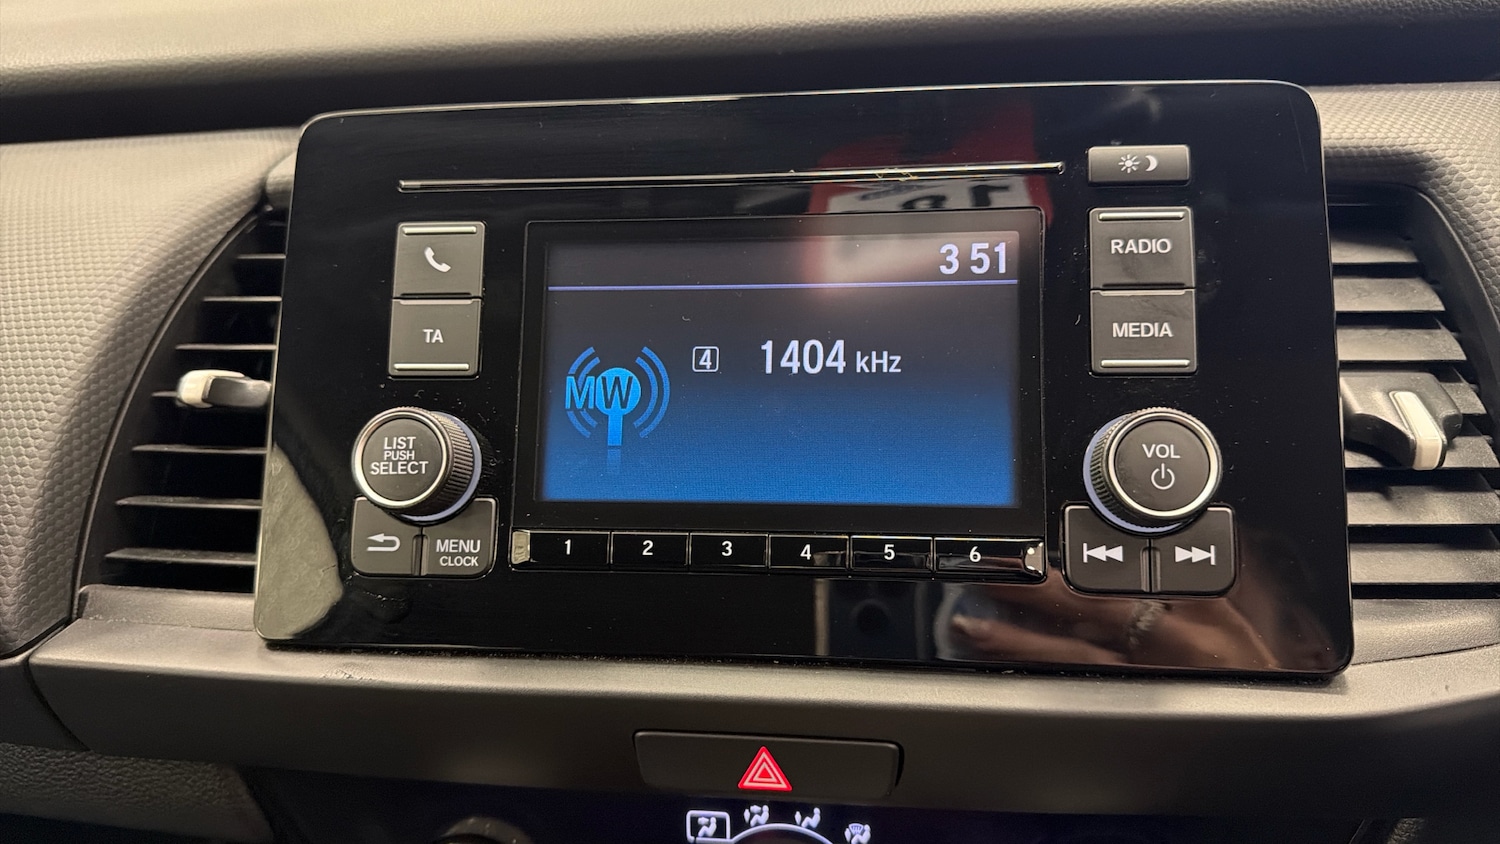 RADIO
3 51
TA
MEDIA
4 1404 kHz
MW
LIST
PUSH
SELECT
VOL
MENU
CLOCK
1 2 3 4 5 6